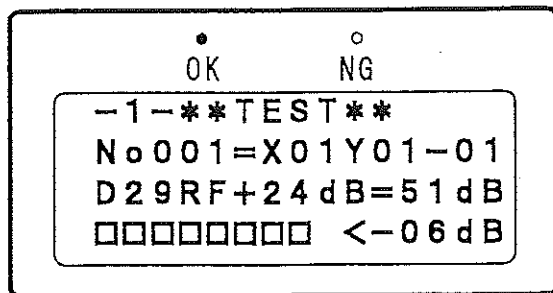 OK NG
-1-**TEST**
No001=X01Y01-01
D29RF+24dB=51dB
□□□□□□□□ <-06dB